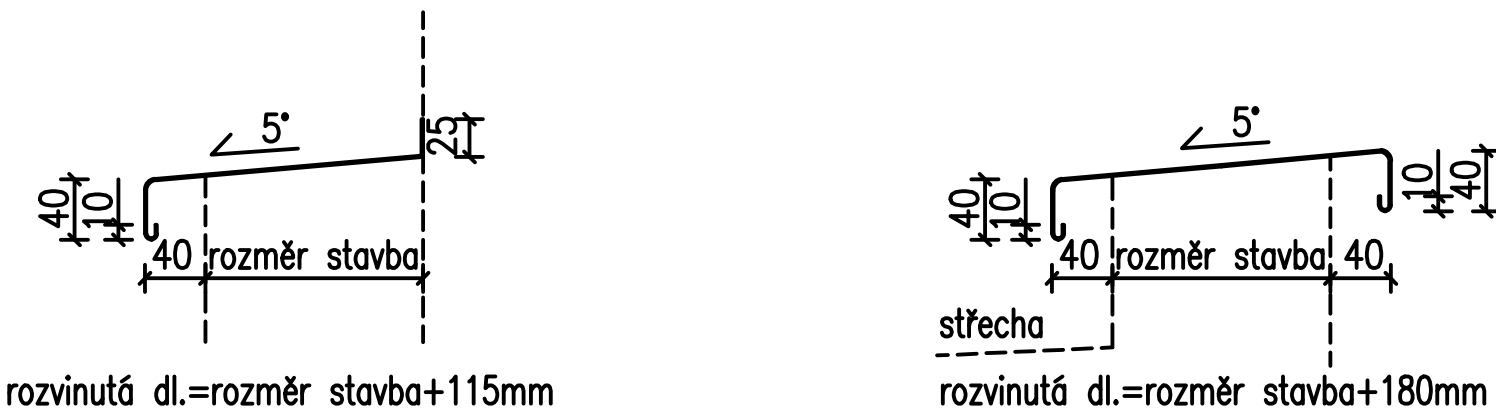 5°
25
40
10
40 rozměr stavba
rozvinutá dl.=rozměr stavba+115mm
5°
40
10
10
40
40 rozměr stavba 40
střecha
rozvinutá dl.=rozměr stavba+180mm